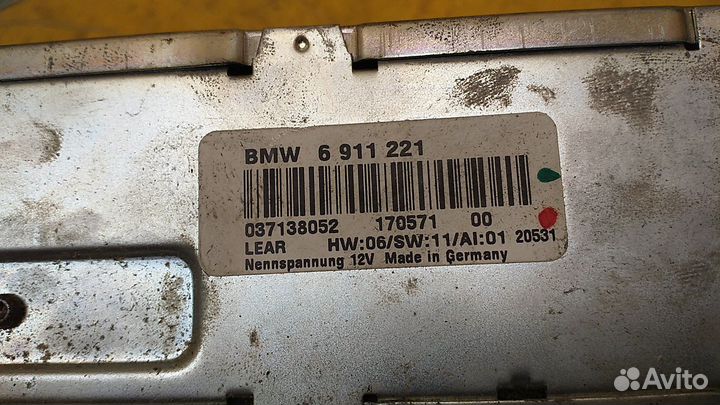 BMW 6 911 221
037138052 170571 00
LEAR HW:06/SW:11/AI:01 20531
Nennspannung 12V Made in Germany
Avito